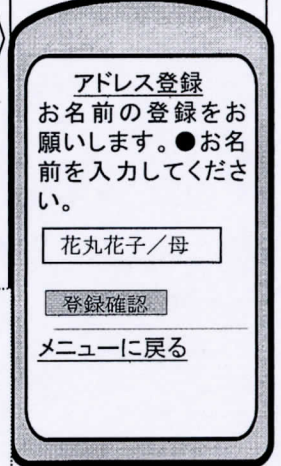 アドレス登録
お名前の登録をお
願いします。●お名
前を入力してくださ
い。
花丸花子／母
登録確認
メニューに戻る